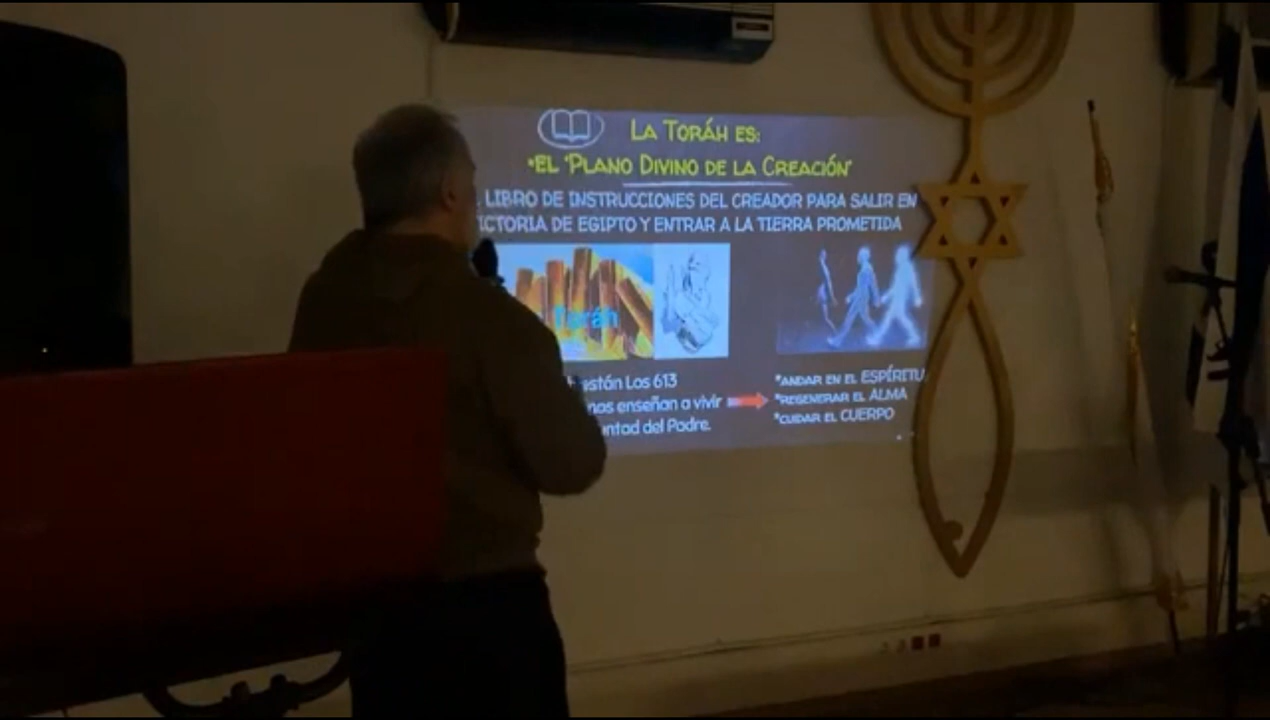 LA TORÁH ES:
*EL 'PLANO DIVINO DE LA CREACIÓN'
LIBRO DE INSTRUCCIONES DEL CREADOR PARA SALIR EN
ICTORIA DE EGIPTO Y ENTRAR A LA TIERRA PROMETIDA
Toráh
están Los 613
nos enseñan a vivir
untad del Padre.
*ANDAR EN EL ESPÍRITU
*REGENERAR EL ALMA
*CUIDAR EL CUERPO